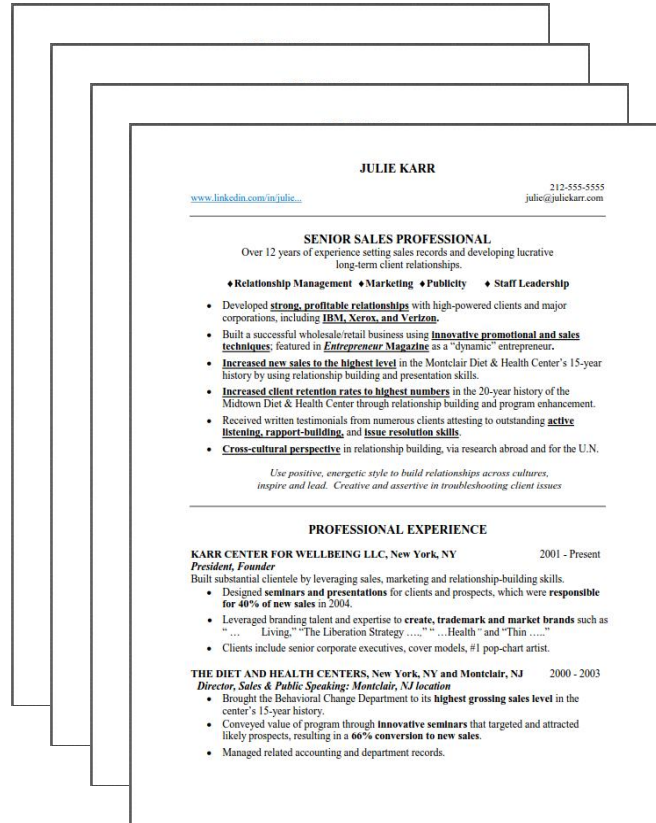 JULIE KARR
212-555-5555
www.linkedin.com/in/julie... julie@juliekarr.com
SENIOR SALES PROFESSIONAL
Over 12 years of experience setting sales records and developing lucrative
long-term client relationships.
♦Relationship Management ♦Marketing ♦Publicity ♦ Staff Leadership
• Developed strong, profitable relationships with high-powered clients and major
corporations, including IBM, Xerox, and Verizon.
• Built a successful wholesale/retail business using innovative promotional and sales
techniques; featured in Entrepreneur Magazine as a “dynamic” entrepreneur.
• Increased new sales to the highest level in the Montclair Diet & Health Center’s 15-year
history by using relationship building and presentation skills.
• Increased client retention rates to highest numbers in the 20-year history of the
Midtown Diet & Health Center through relationship building and program enhancement.
• Received written testimonials from numerous clients attesting to outstanding active
listening, rapport-building, and issue resolution skills.
• Cross-cultural perspective in relationship building, via research abroad and for the U.N.
Use positive, energetic style to build relationships across cultures,
inspire and lead. Creative and assertive in troubleshooting client issues
PROFESSIONAL EXPERIENCE
KARR CENTER FOR WELLBEING LLC, New York, NY 2001 - Present
President, Founder
Built substantial clientele by leveraging sales, marketing and relationship-building skills.
• Designed seminars and presentations for clients and prospects, which were responsible
for 40% of new sales in 2004.
• Leveraged branding talent and expertise to create, trademark and market brands such as
“ … Living,” “The Liberation Strategy ….,” “ …Health” and “Thin …..”
• Clients include senior corporate executives, cover models, #1 pop-chart artist.
THE DIET AND HEALTH CENTERS, New York, NY and Montclair, NJ 2000 - 2003
Director, Sales & Public Speaking: Montclair, NJ location
• Brought the Behavioral Change Department to its highest grossing sales level in the
center’s 15-year history.
• Conveyed value of program through innovative seminars that targeted and attracted
likely prospects, resulting in a 66% conversion to new sales.
• Managed related accounting and department records.